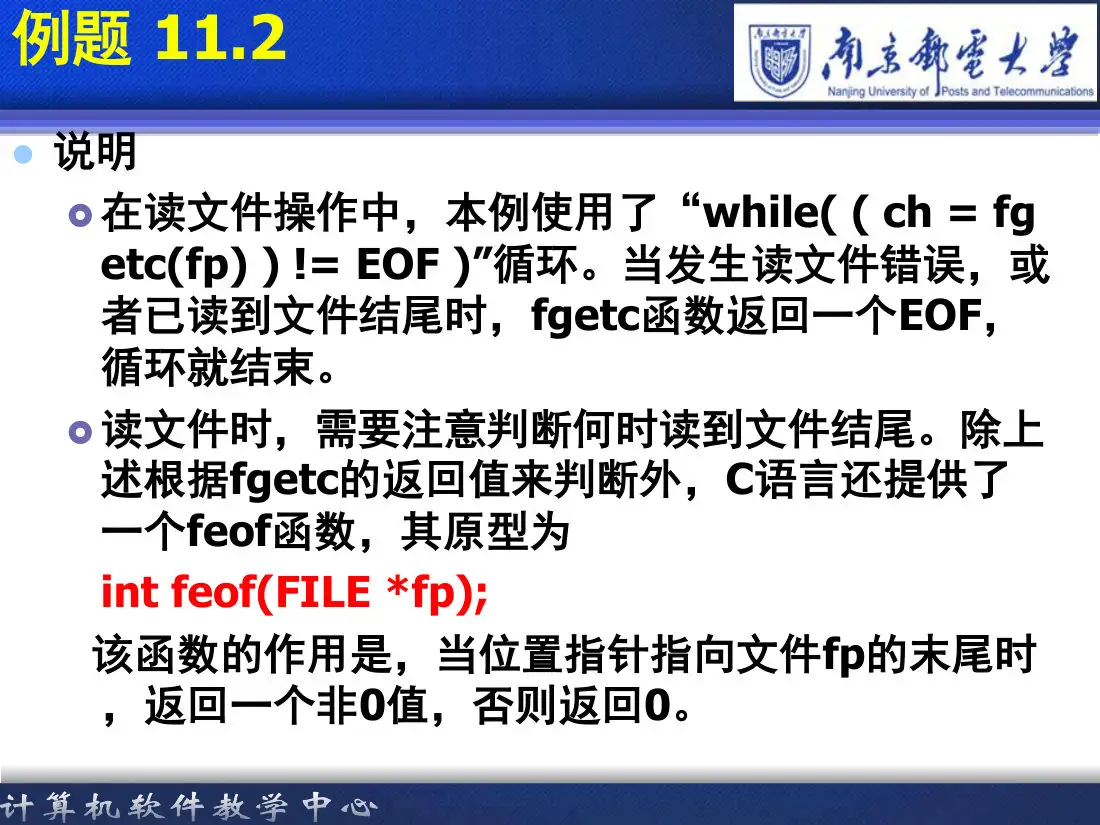 例题 11.2
南京邮电大学
Nanjing University of Posts and Telecommunications
说明
在读文件操作中，本例使用了“while( ( ch = fg
etc(fp) ) != EOF )”循环。当发生读文件错误，或
者已读到文件结尾时，fgetc函数返回一个EOF，
循环就结束。
读文件时，需要注意判断何时读到文件结尾。除上
述根据fgetc的返回值来判断外，C语言还提供了
一个feof函数，其原型为
int feof(FILE *fp);
该函数的作用是，当位置指针指向文件fp的末尾时
，返回一个非0值，否则返回0。
计算机软件教学中心